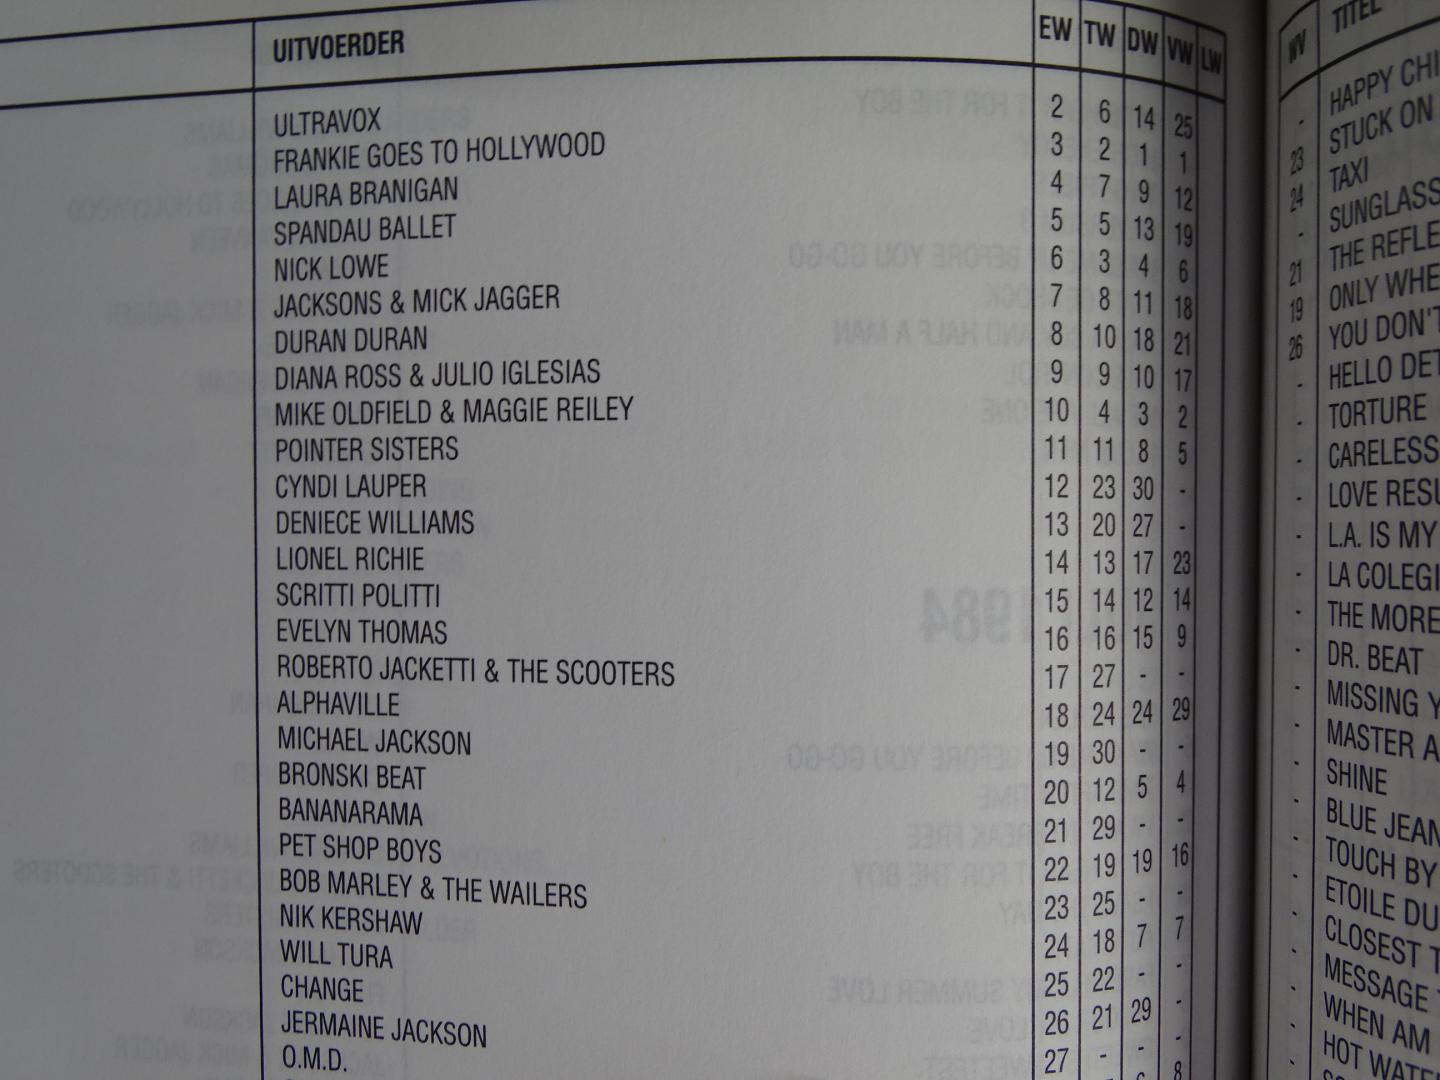 UITVOERDER EW TW DW VW LW
ULTRAVOX 2 6 14 25
FRANKIE GOES TO HOLLYWOOD 3 2 1 1
LAURA BRANIGAN 4 7 9 12
SPANDAU BALLET 5 5 13 19
NICK LOWE 6 3 4 6
JACKSONS & MICK JAGGER 7 8 11 18
DURAN DURAN 8 10 18 21
DIANA ROSS & JULIO IGLESIAS 9 9 10 17
MIKE OLDFIELD & MAGGIE REILEY 10 4 3 2
POINTER SISTERS 11 11 8 5
CYNDI LAUPER 12 23 30 -
DENIECE WILLIAMS 13 20 27 -
LIONEL RICHIE 14 13 17 23
SCRITTI POLITTI 15 14 12 14
EVELYN THOMAS 16 16 15 9
ROBERTO JACKETTI & THE SCOOTERS 17 27 - -
ALPHAVILLE 18 24 24 29
MICHAEL JACKSON 19 30 - -
BRONSKI BEAT 20 12 5 4
BANANARAMA 21 29 - -
PET SHOP BOYS 22 19 19 16
BOB MARLEY & THE WAILERS 23 25 - -
NIK KERSHAW 24 18 7 7
WILL TURA 25 22 - -
CHANGE 26 21 29 -
JERMAINE JACKSON 27 - - -
O.M.D. 8
WV TITEL
- HAPPY CHI
23 STUCK ON
24 TAXI
- SUNGLASS
21 THE REFLE
19 ONLY WHE
26 YOU DON'T
- HELLO DET
- TORTURE
- CARELESS
- LOVE RESU
- L.A. IS MY
- LA COLEGI
- THE MORE
- DR. BEAT
- MISSING Y
- MASTER A
- SHINE
- BLUE JEAN
- TOUCH BY
- ETOILE DU
- CLOSEST T
- MESSAGE
- WHEN AM
- HOT WATE